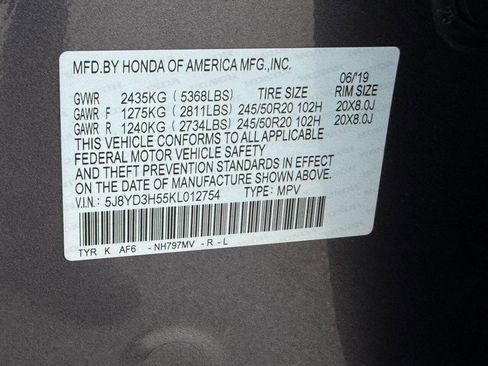 MFD.BY HONDA OF AMERICA MFG.,INC.
06/19
GVWR 2435KG (5368LBS) TIRE SIZE RIM SIZE
GAWR F 1275KG (2811LBS) 245/50R20 102H 20X8.0J
GAWR R 1240KG (2734LBS) 245/50R20 102H 20X8.0J
THIS VEHICLE CONFORMS TO ALL APPLICABLE
FEDERAL MOTOR VEHICLE SAFETY
AND THEFT PREVENTION STANDARDS IN EFFECT
ON THE DATE OF MANUFACTURE SHOWN ABOVE.
V.I.N.: 5J8YD3H55KL012754 TYPE: MPV
TYR K AF6 -NH797MV -R -L